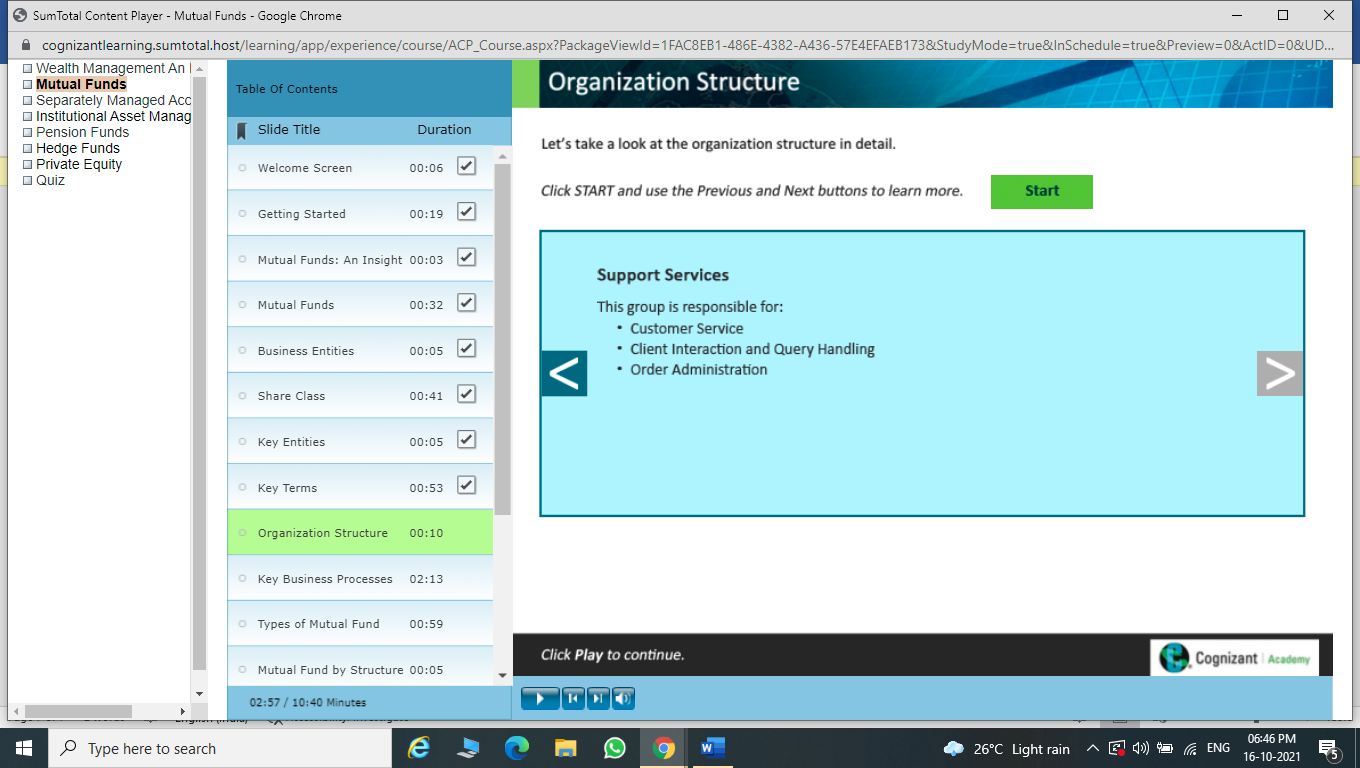 SumTotal Content Player - Mutual Funds - Google Chrome
cognizantlearning.sumtotal.host/learning/app/experience/course/ACP_Course.aspx?PackageViewId=1FAC8EB1-486E-4382-A436-57E4EFAEB173&StudyMode=true&InSchedule=true&Preview=0&ActID=0&UD...
Wealth Management An I
Mutual Funds
Separately Managed Acc
Institutional Asset Manag
Pension Funds
Hedge Funds
Private Equity
Quiz
Table Of Contents
Slide Title Duration
Welcome Screen 00:06
Getting Started 00:19
Mutual Funds: An Insight 00:03
Mutual Funds 00:32
Business Entities 00:05
Share Class 00:41
Key Entities 00:05
Key Terms 00:53
Organization Structure 00:10
Key Business Processes 02:13
Types of Mutual Fund 00:59
Mutual Fund by Structure 00:05
02:57 / 10:40 Minutes
Organization Structure
Let's take a look at the organization structure in detail.
Click START and use the Previous and Next buttons to learn more.
Start
Support Services
This group is responsible for:
• Customer Service
• Client Interaction and Query Handling
• Order Administration
< >
Click Play to continue.
Cognizant | Academy
Type here to search
26°C Light rain
ENG
06:46 PM
16-10-2021
5